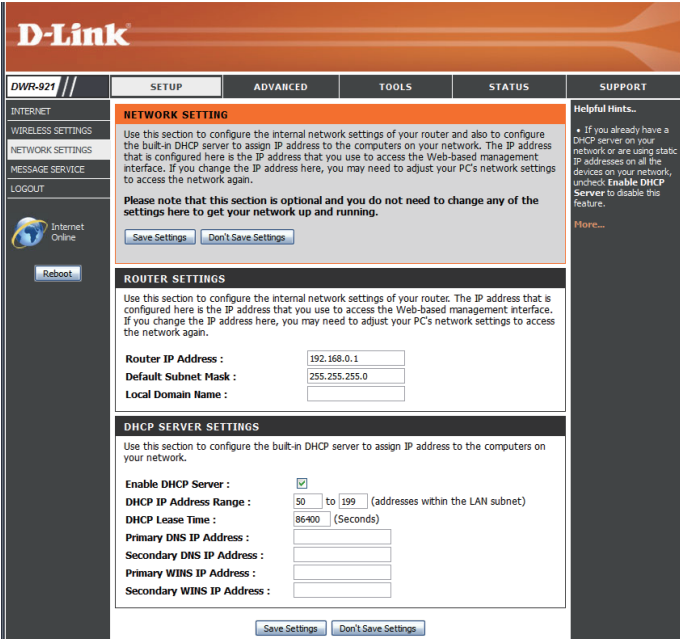 D-Link
DWR-921
SETUP
ADVANCED
TOOLS
STATUS
SUPPORT
INTERNET
WIRELESS SETTINGS
NETWORK SETTINGS
MESSAGE SERVICE
LOGOUT
Internet
Online
Reboot
NETWORK SETTING
Use this section to configure the internal network settings of your router and also to configure
the built-in DHCP server to assign IP address to the computers on your network. The IP address
that is configured here is the IP address that you use to access the Web-based management
interface. If you change the IP address here, you may need to adjust your PC's network settings
to access the network again.
Please note that this section is optional and you do not need to change any of the
settings here to get your network up and running.
Save Settings
Don't Save Settings
ROUTER SETTINGS
Use this section to configure the internal network settings of your router. The IP address that is
configured here is the IP address that you use to access the Web-based management interface.
If you change the IP address here, you may need to adjust your PC's network settings to access
the network again.
Router IP Address : 192.168.0.1
Default Subnet Mask : 255.255.255.0
Local Domain Name :
DHCP SERVER SETTINGS
Use this section to configure the built-in DHCP server to assign IP address to the computers on
your network.
Enable DHCP Server :
DHCP IP Address Range : 50 to 199 (addresses within the LAN subnet)
DHCP Lease Time : 86400 (Seconds)
Primary DNS IP Address :
Secondary DNS IP Address :
Primary WINS IP Address :
Secondary WINS IP Address :
Save Settings
Don't Save Settings
Helpful Hints..
• If you already have a
DHCP server on your
network or are using static
IP addresses on all the
devices on your network,
uncheck Enable DHCP
Server to disable this
feature.
More...